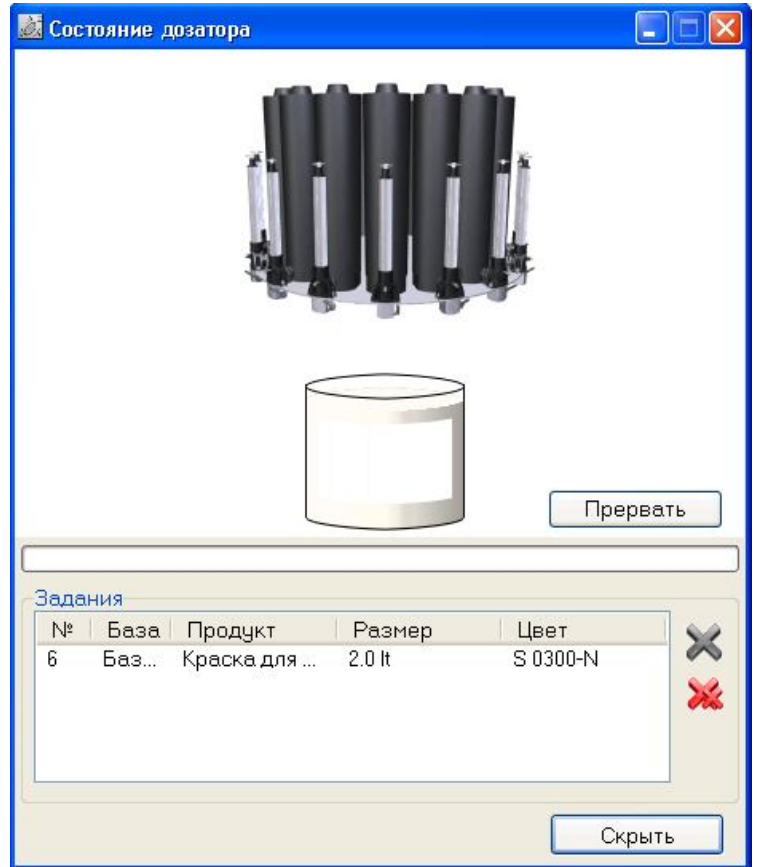 Состояние дозатора
Прервать
Задания
№ База Продукт Размер Цвет
6 Баз... Краска для ... 2.0 lt S 0300-N
Скрыть